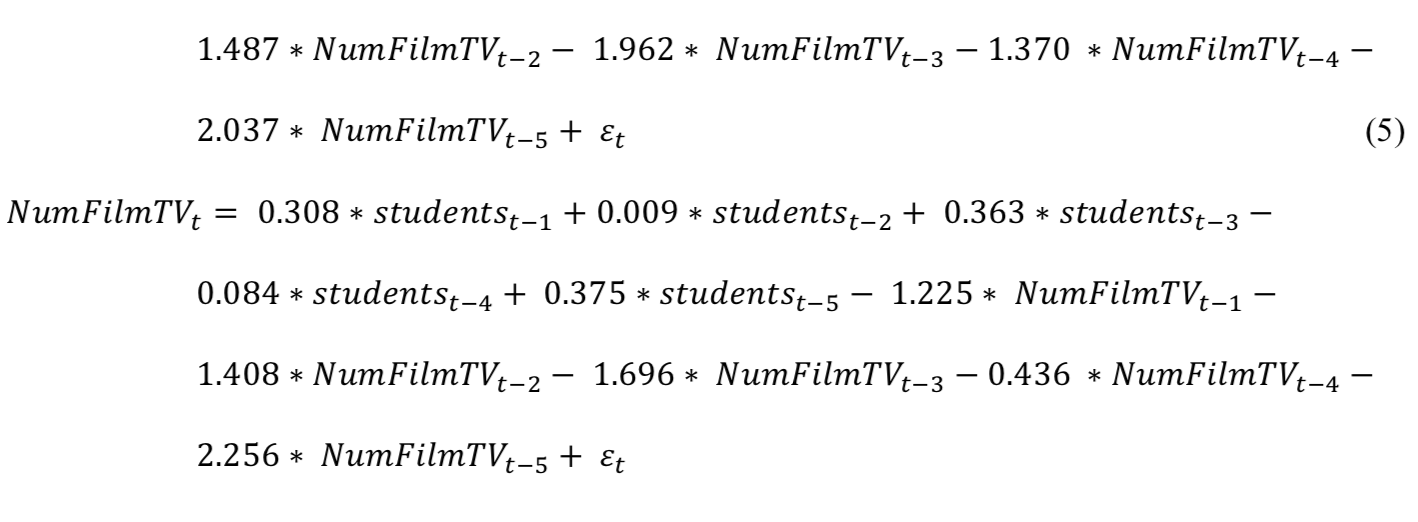 1.487 * NumFilmTV_{t−2} − 1.962 * NumFilmTV_{t−3} − 1.370 * NumFilmTV_{t−4} −
2.037 * NumFilmTV_{t−5} + ε_t (5)
NumFilmTV_t = 0.308 * students_{t−1} + 0.009 * students_{t−2} + 0.363 * students_{t−3} −
0.084 * students_{t−4} + 0.375 * students_{t−5} − 1.225 * NumFilmTV_{t−1} −
1.408 * NumFilmTV_{t−2} − 1.696 * NumFilmTV_{t−3} − 0.436 * NumFilmTV_{t−4} −
2.256 * NumFilmTV_{t−5} + ε_t